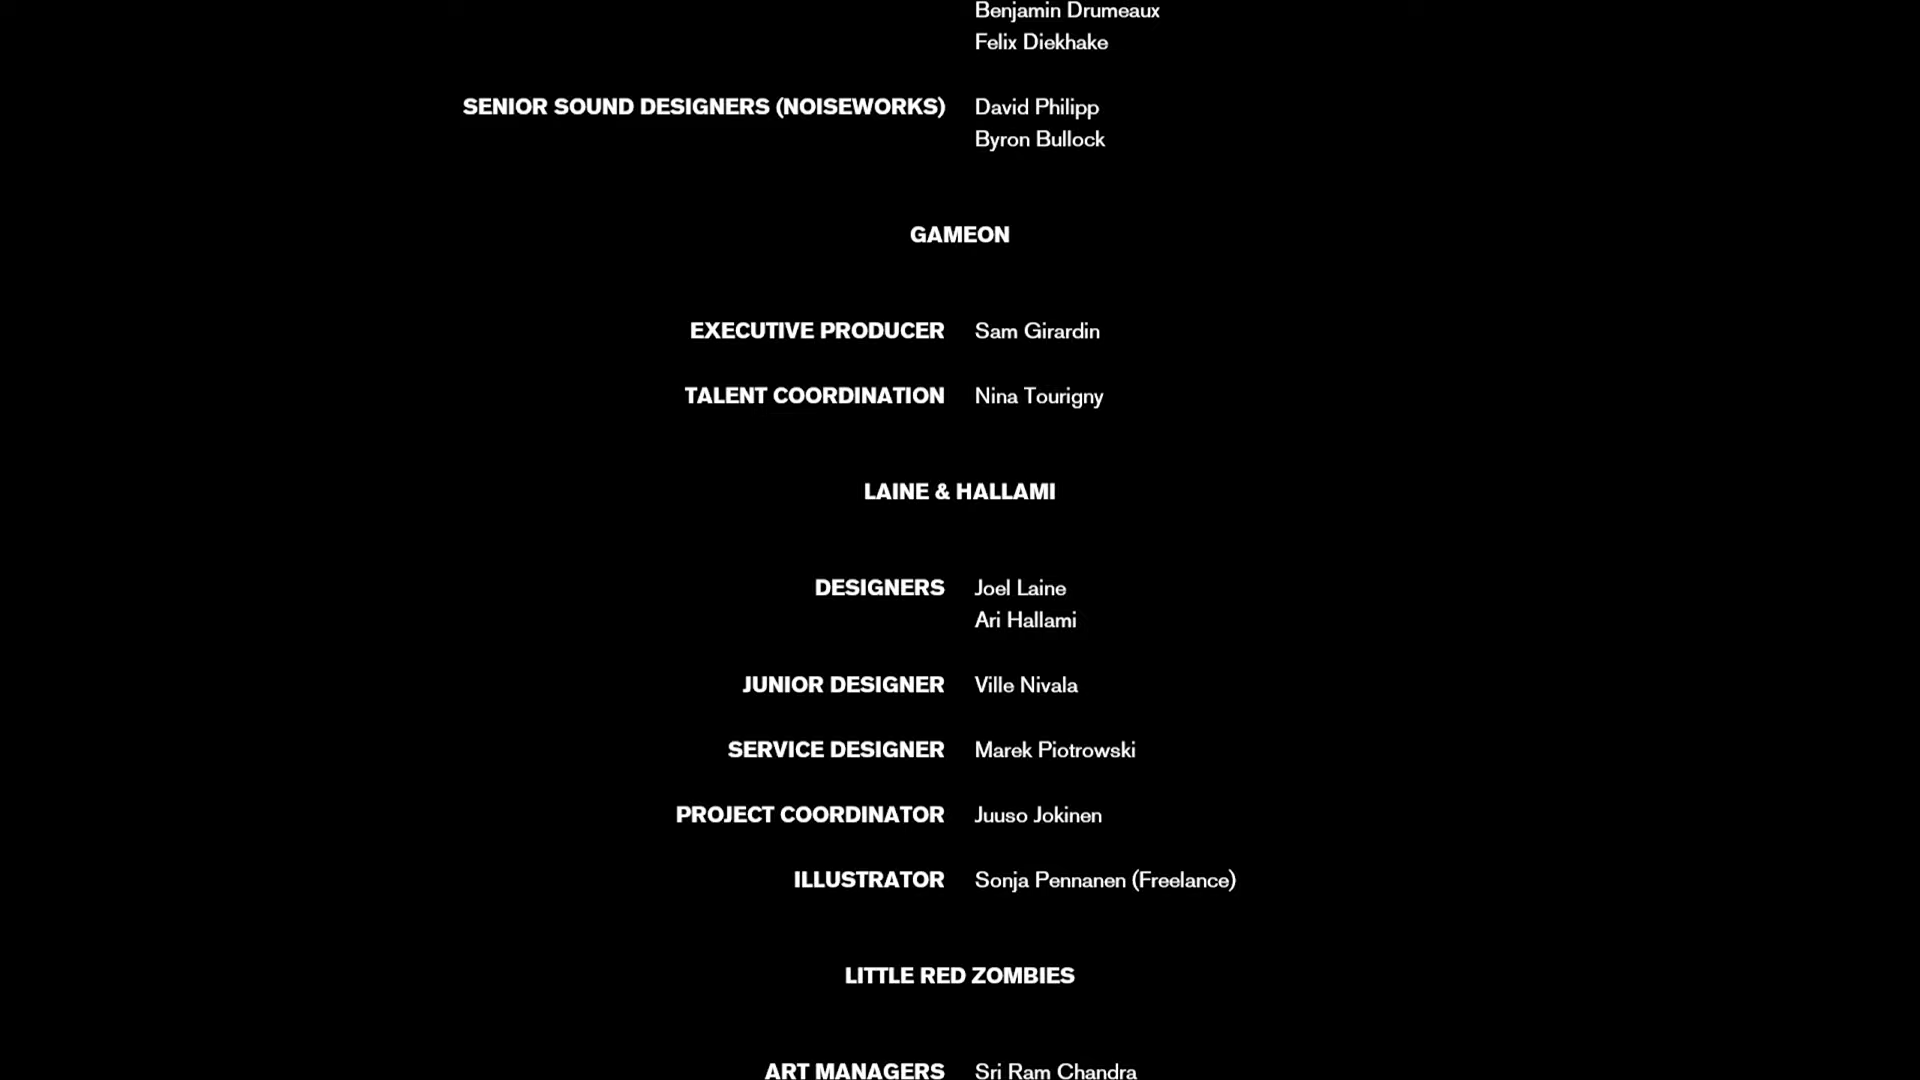 Benjamin Drumeaux
Felix Diekhake
SENIOR SOUND DESIGNERS (NOISEWORKS) David Philipp
Byron Bullock
GAMEON
EXECUTIVE PRODUCER Sam Girardin
TALENT COORDINATION Nina Tourigny
LAINE & HALLAMI
DESIGNERS Joel Laine
Ari Hallami
JUNIOR DESIGNER Ville Nivala
SERVICE DESIGNER Marek Piotrowski
PROJECT COORDINATOR Juuso Jokinen
ILLUSTRATOR Sonja Pennanen (Freelance)
LITTLE RED ZOMBIES
ART MANAGERS Sri Ram Chandra